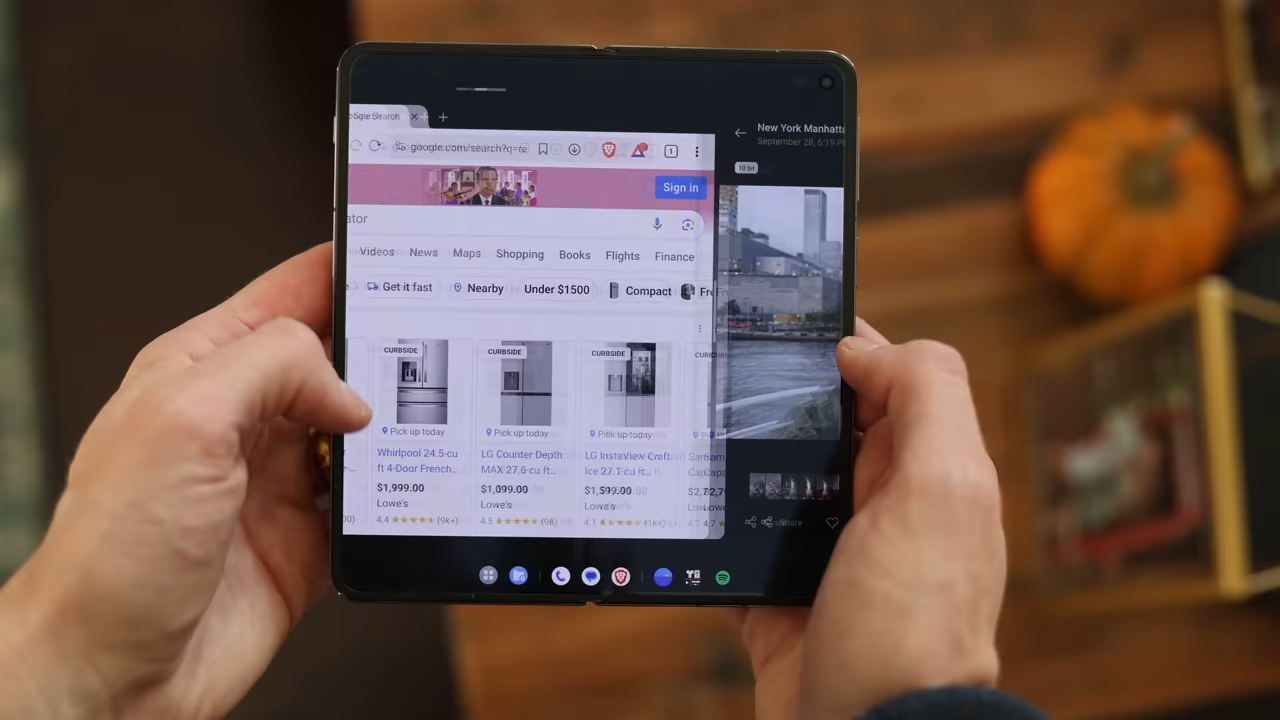 New York Manhatta
September 28, 6:19 P
google.com/search?q=re
1
10 bit
Sign in
ator
Videos News Maps Shopping Books Flights Finance
Get it fast Nearby Under $1500 Compact
CURBSIDE CURBSIDE CURBSIDE
Pick up today Pick up today Pick up today
Whirlpool 24.5-cu LG Counter Depth LG InstaView Craft
ft 4-Door French... MAX 27.6-cu ft... Ice 27.1-cu ft...
$1,999.00 $1,099.00 $1,599.00
Lowe's Lowe's Lowe's
4.4 (9k+) 4.5 (98) 4.1 (1k+)
Share